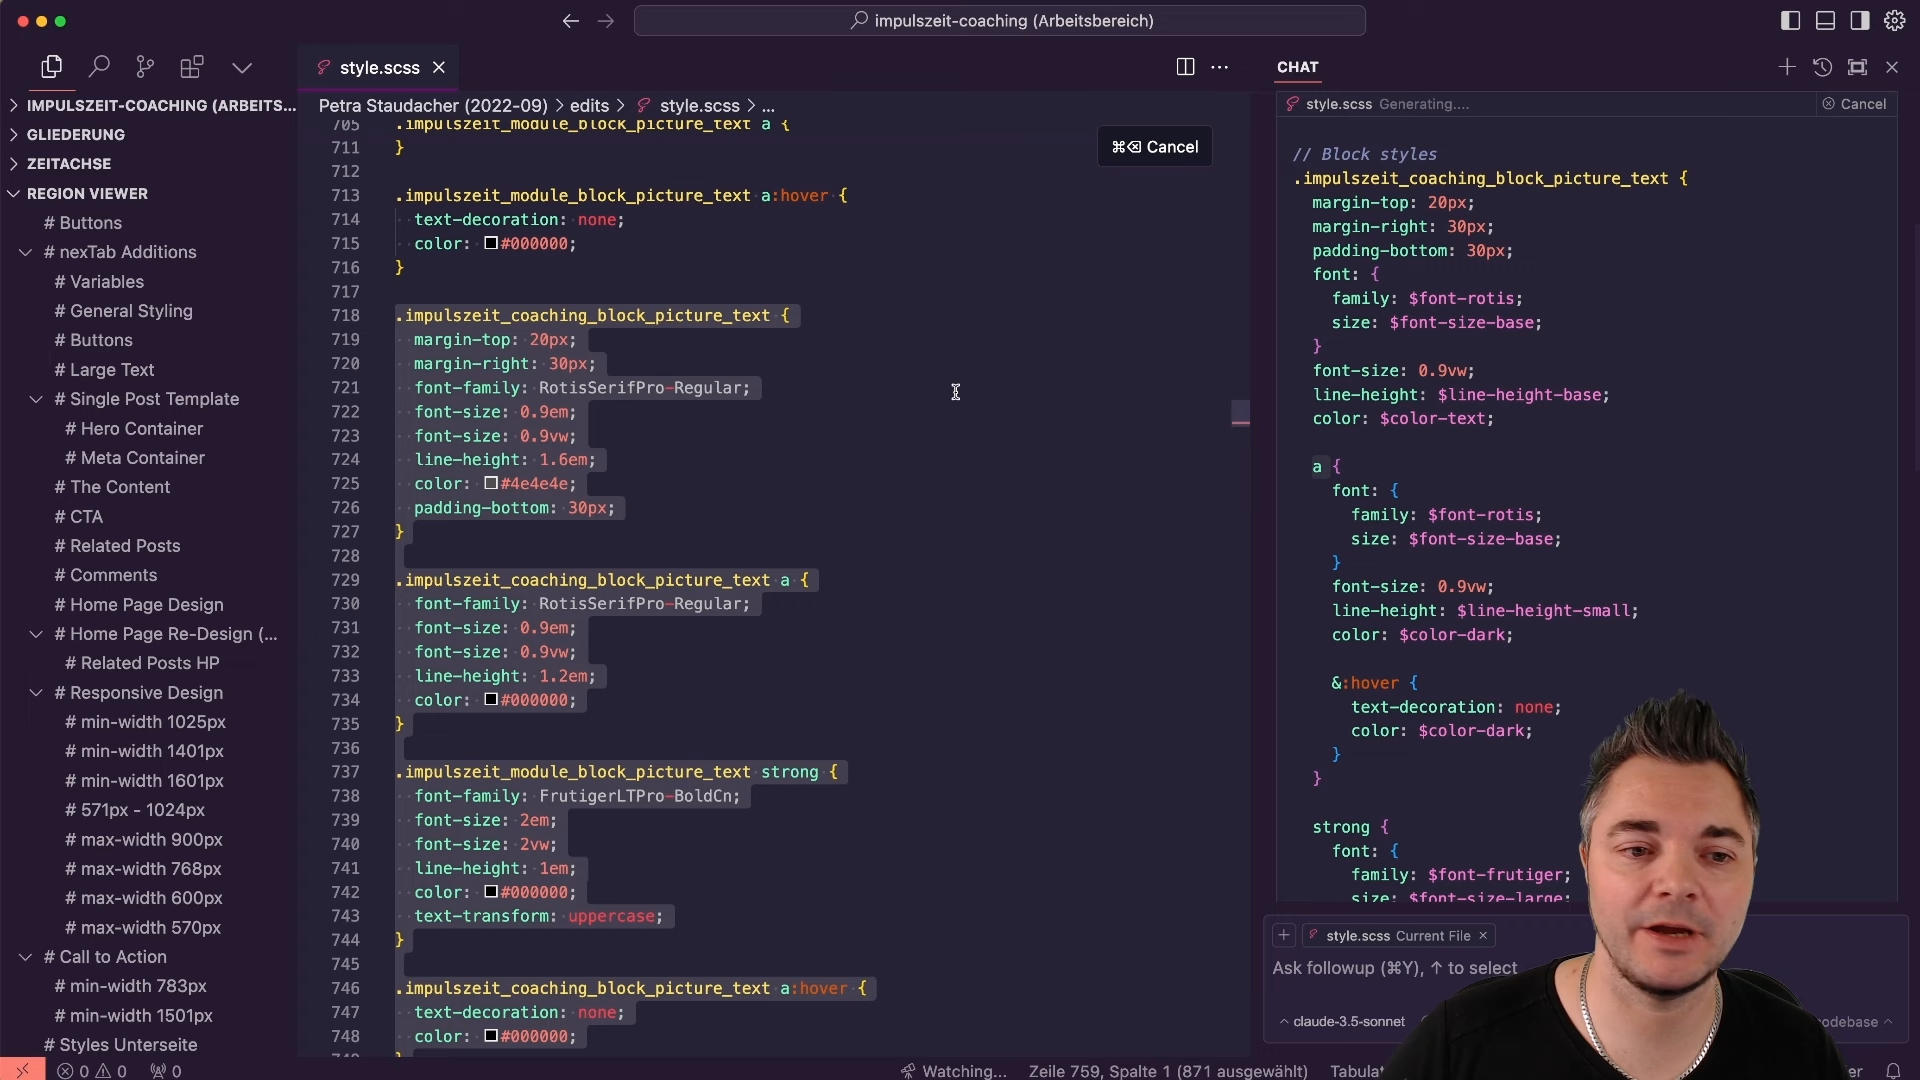 impulszeit-coaching (Arbeitsbereich)
style.scss
CHAT
IMPULSZEIT-COACHING (ARBEITS...
GLIEDERUNG
ZEITACHSE
REGION VIEWER
# Buttons
# nexTab Additions
# Variables
# General Styling
# Buttons
# Large Text
# Single Post Template
# Hero Container
# Meta Container
# The Content
# CTA
# Related Posts
# Comments
# Home Page Design
# Home Page Re-Design (...
# Related Posts HP
# Responsive Design
# min-width 1025px
# min-width 1401px
# min-width 1601px
# 571px - 1024px
# max-width 900px
# max-width 768px
# max-width 600px
# max-width 570px
# Call to Action
# min-width 783px
# min-width 1501px
# Styles Unterseite
Petra Staudacher (2022-09) > edits > style.scss > ...
705 .impulszeit_module_block_picture_text a {
711 }
712
713 .impulszeit_module_block_picture_text a:hover {
714 text-decoration: none;
715 color: #000000;
716 }
717
718 .impulszeit_coaching_block_picture_text {
719 margin-top: 20px;
720 margin-right: 30px;
721 font-family: RotisSerifPro-Regular;
722 font-size: 0.9em;
723 font-size: 0.9vw;
724 line-height: 1.6em;
725 color: #4e4e4e;
726 padding-bottom: 30px;
727 }
728
729 .impulszeit_coaching_block_picture_text a {
730 font-family: RotisSerifPro-Regular;
731 font-size: 0.9em;
732 font-size: 0.9vw;
733 line-height: 1.2em;
734 color: #000000;
735 }
736
737 .impulszeit_module_block_picture_text strong {
738 font-family: FrutigerLTPro-BoldCn;
739 font-size: 2em;
740 font-size: 2vw;
741 line-height: 1em;
742 color: #000000;
743 text-transform: uppercase;
744 }
745
746 .impulszeit_coaching_block_picture_text a:hover {
747 text-decoration: none;
748 color: #000000;
⌘⌫ Cancel
style.scss Generating.... Cancel
// Block styles
.impulszeit_coaching_block_picture_text {
margin-top: 20px;
margin-right: 30px;
padding-bottom: 30px;
font: {
family: $font-rotis;
size: $font-size-base;
}
font-size: 0.9vw;
line-height: $line-height-base;
color: $color-text;
a {
font: {
family: $font-rotis;
size: $font-size-base;
}
font-size: 0.9vw;
line-height: $line-height-small;
color: $color-dark;
&:hover {
text-decoration: none;
color: $color-dark;
}
}
strong {
font: {
family: $font-frutiger;
size: $font-size-large;
style.scss Current File
Ask followup (⌘Y), ↑ to select
claude-3.5-sonnet
0 0 0
Watching...
Zeile 759, Spalte 1 (871 ausgewählt)